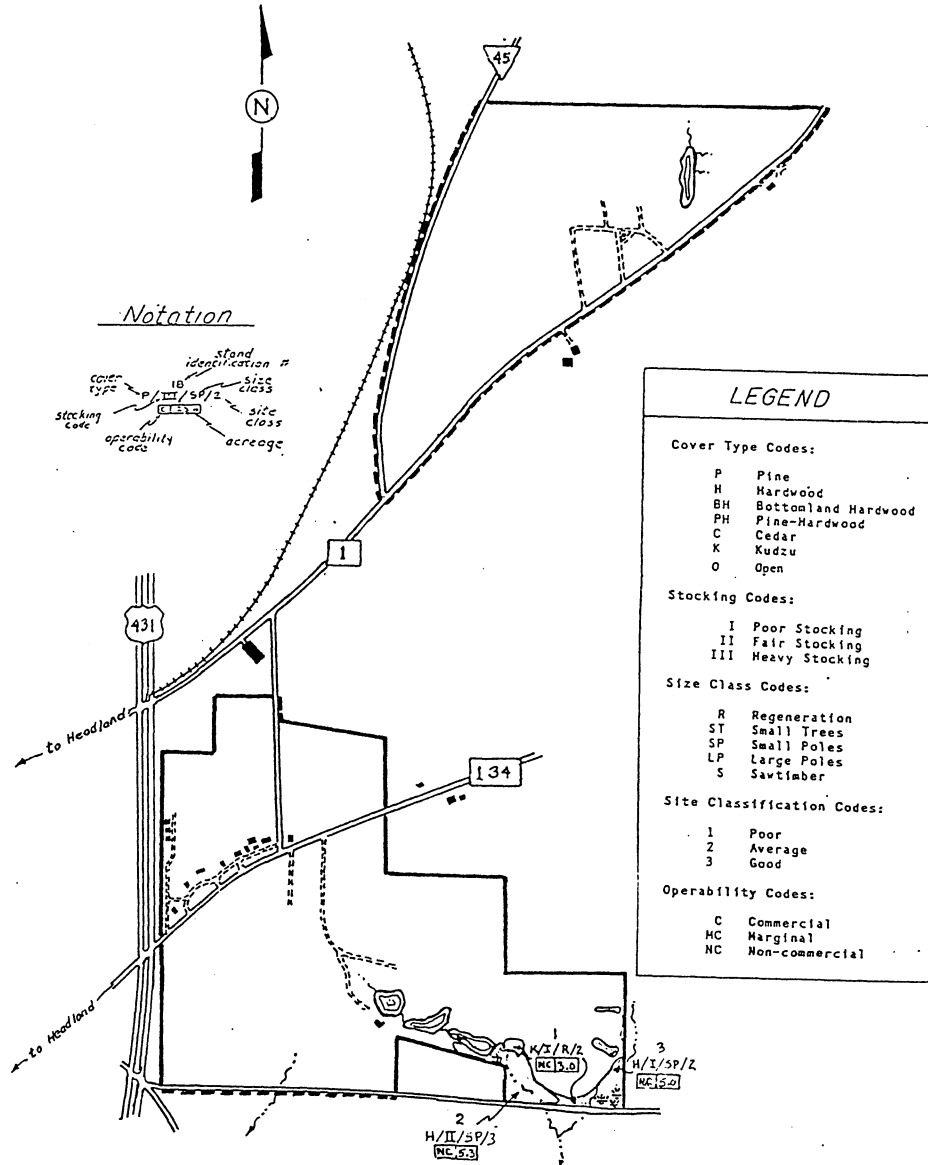 45
N
Notation
stand
identification #
18
cover
type
P/III/SP/2
size
class
stocking
code
site
class
operability
code
acreage
LEGEND
Cover Type Codes:
P Pine
H Hardwood
BH Bottomland Hardwood
PH Pine-Hardwood
C Cedar
K Kudzu
O Open
Stocking Codes:
I Poor Stocking
II Fair Stocking
III Heavy Stocking
Size Class Codes:
R Regeneration
ST Small Trees
SP Small Poles
LP Large Poles
S Sawtimber
Site Classification Codes:
1 Poor
2 Average
3 Good
Operability Codes:
C Commercial
MC Marginal
NC Non-commercial
1
431
to Headland
134
to Headland
1
K/I/R/2
NC 3.0
3
H/I/SP/2
NC 5.0
2
H/II/SP/3
NC 5.3